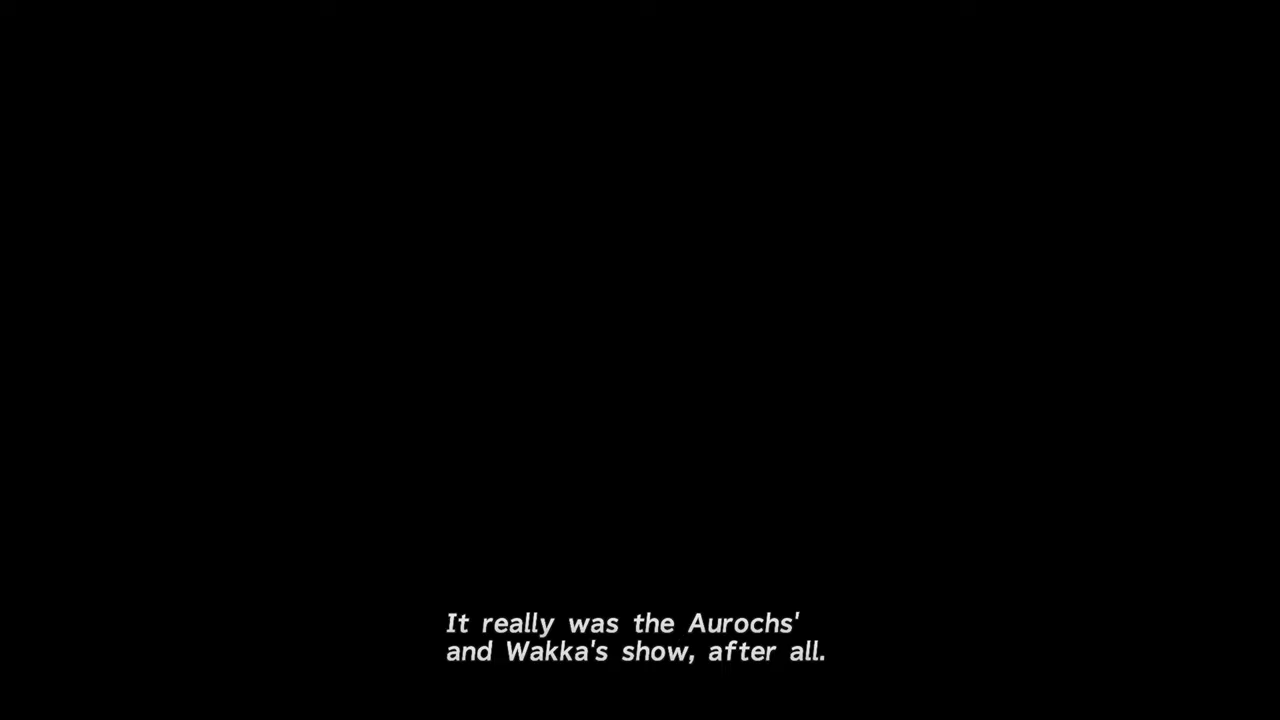 It really was the Aurochs'
and Wakka's show, after all.